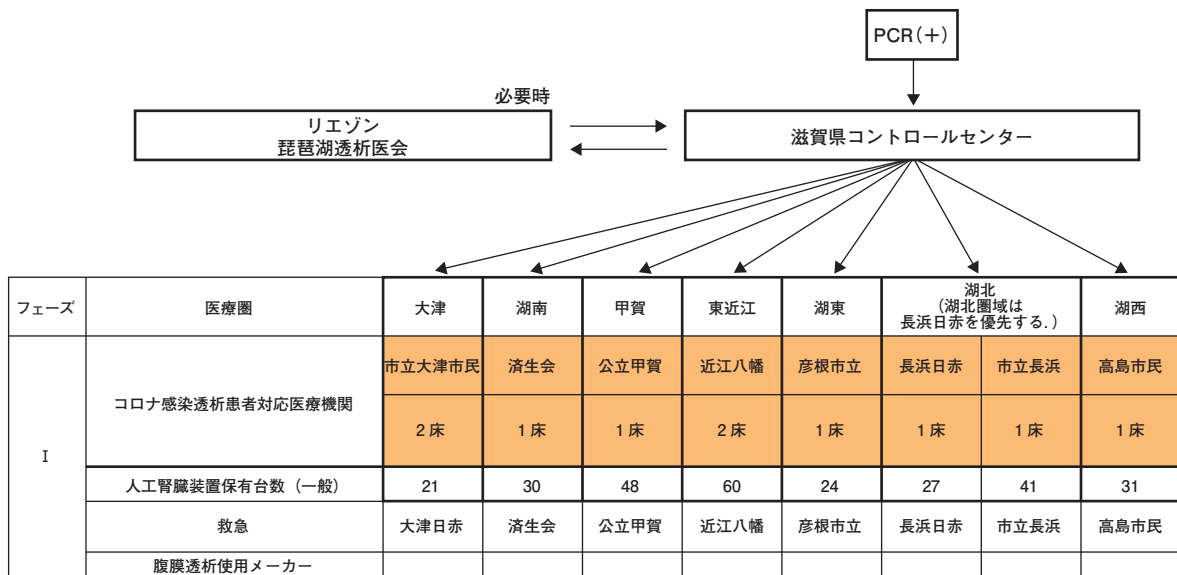 PCR(+)
必要時
リエゾン
琵琶湖透析医会
滋賀県コントロールセンター
フェーズ 医療圏 大津 湖南 甲賀 東近江 湖東 湖北 湖西
(湖北圏域は
長浜日赤を優先する.)
市立大津市民 済生会 公立甲賀 近江八幡 彦根市立 長浜日赤 市立長浜 高島市民
コロナ感染透析患者対応医療機関
2床 1床 1床 2床 1床 1床 1床 1床
I
人工腎臓装置保有台数(一般) 21 30 48 60 24 27 41 31
救急 大津日赤 済生会 公立甲賀 近江八幡 彦根市立 長浜日赤 市立長浜 高島市民
腹膜透析使用メーカー